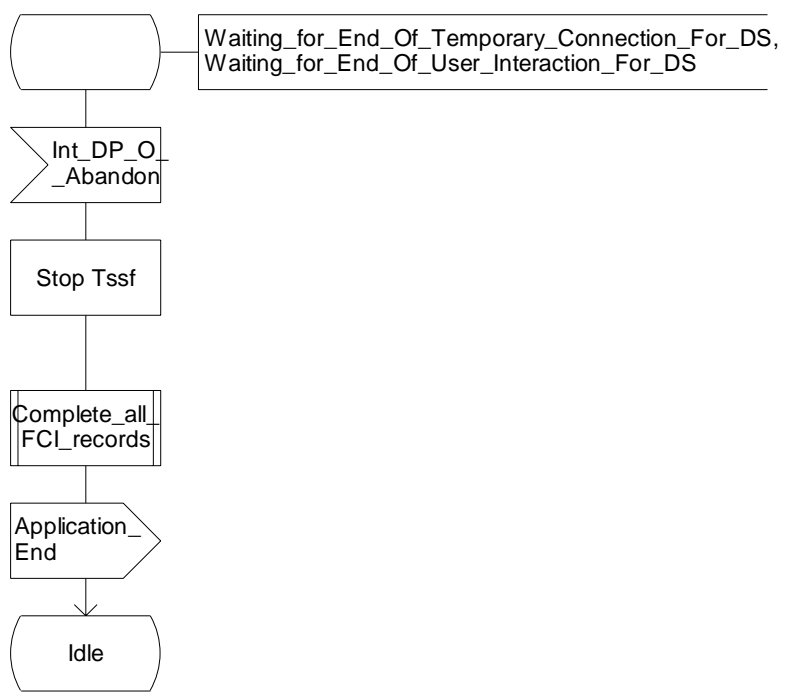 Waiting_for_End_Of_Temporary_Connection_For_DS,
Waiting_for_End_Of_User_Interaction_For_DS
Int_DP_O_
_Abandon
Stop Tssf
Complete_all_
FCI_records
Application_
End
Idle